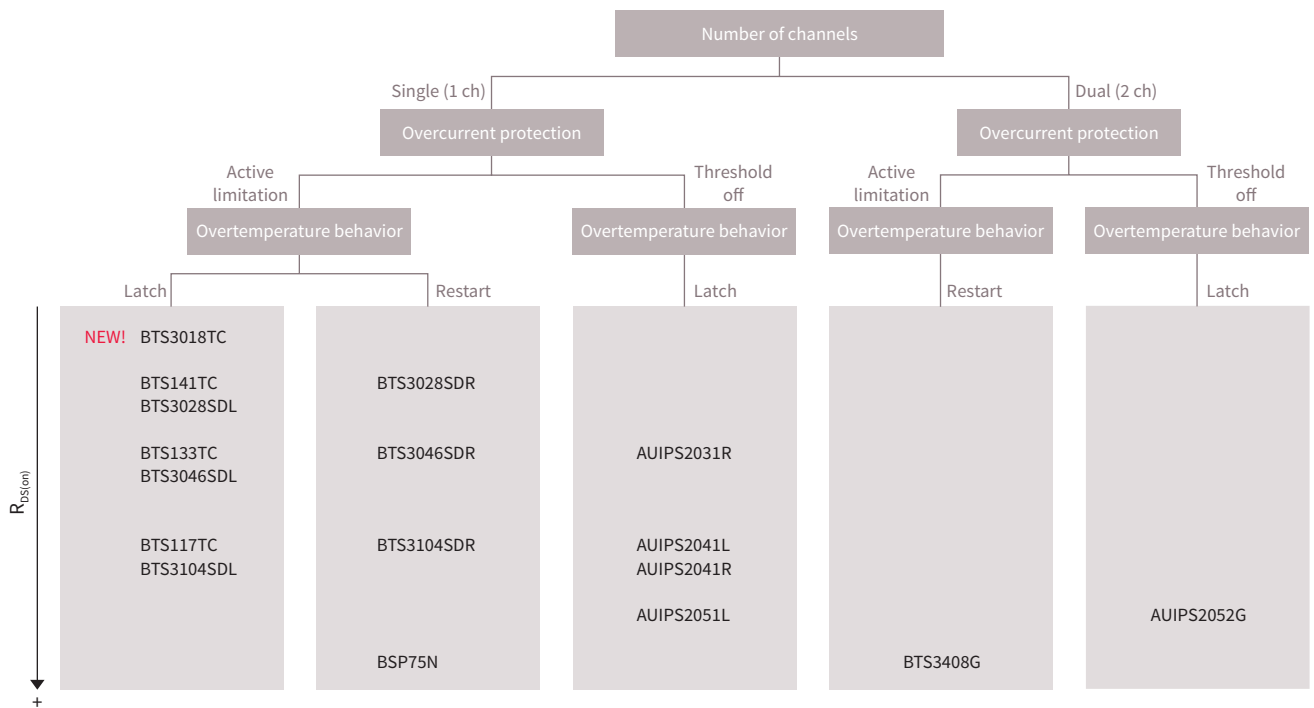 Number of channels
Single (1 ch)
Dual (2 ch)
Overcurrent protection
Overcurrent protection
Active
limitation
Threshold
off
Active
limitation
Threshold
off
Overtemperature behavior
Overtemperature behavior
Overtemperature behavior
Overtemperature behavior
Latch
Restart
Latch
Restart
Latch
NEW! BTS3018TC
BTS141TC
BTS3028SDL
BTS133TC
BTS3046SDL
BTS117TC
BTS3104SDL
BTS3028SDR
BTS3046SDR
BTS3104SDR
BSP75N
AUIPS2031R
AUIPS2041L
AUIPS2041R
AUIPS2051L
BTS3408G
AUIPS2052G
RDS(on)
+